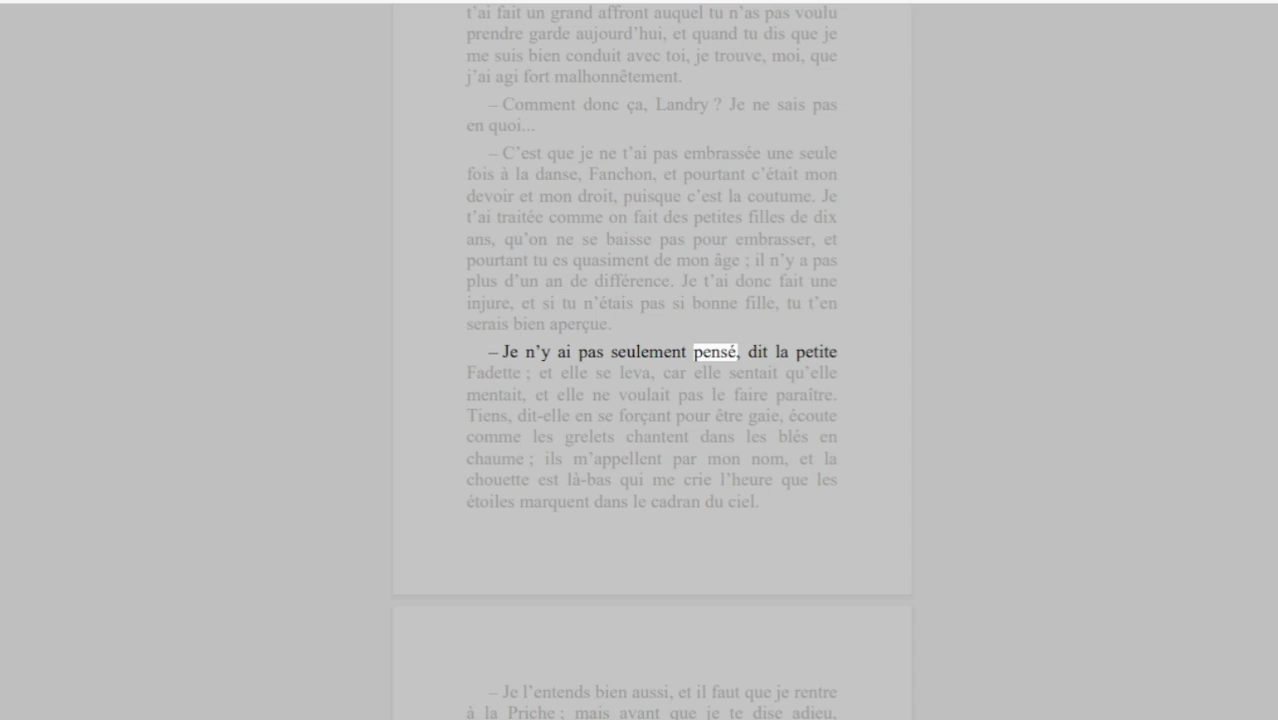 t'ai fait un grand affront auquel tu n'as pas voulu
prendre garde aujourd'hui, et quand tu dis que je
me suis bien conduit avec toi, je trouve, moi, que
j'ai agi fort malhonnêtement.
– Comment donc ça, Landry ? Je ne sais pas
en quoi...
– C'est que je ne t'ai pas embrassée une seule
fois à la danse, Fanchon, et pourtant c'était mon
devoir et mon droit, puisque c'est la coutume. Je
t'ai traitée comme on fait des petites filles de dix
ans, qu'on ne se baisse pas pour embrasser, et
pourtant tu es quasiment de mon âge ; il n'y a pas
plus d'un an de différence. Je t'ai donc fait une
injure, et si tu n'étais pas si bonne fille, tu t'en
serais bien aperçue.
– Je n'y ai pas seulement pensé, dit la petite
Fadette ; et elle se leva, car elle sentait qu'elle
mentait, et elle ne voulait pas le faire paraître.
Tiens, dit-elle en se forçant pour être gaie, écoute
comme les grelets chantent dans les blés en
chaume ; ils m'appellent par mon nom, et la
chouette est là-bas qui me crie l'heure que les
étoiles marquent dans le cadran du ciel.
– Je l'entends bien aussi, et il faut que je rentre
à la Priche ; mais avant que je te dise adieu,